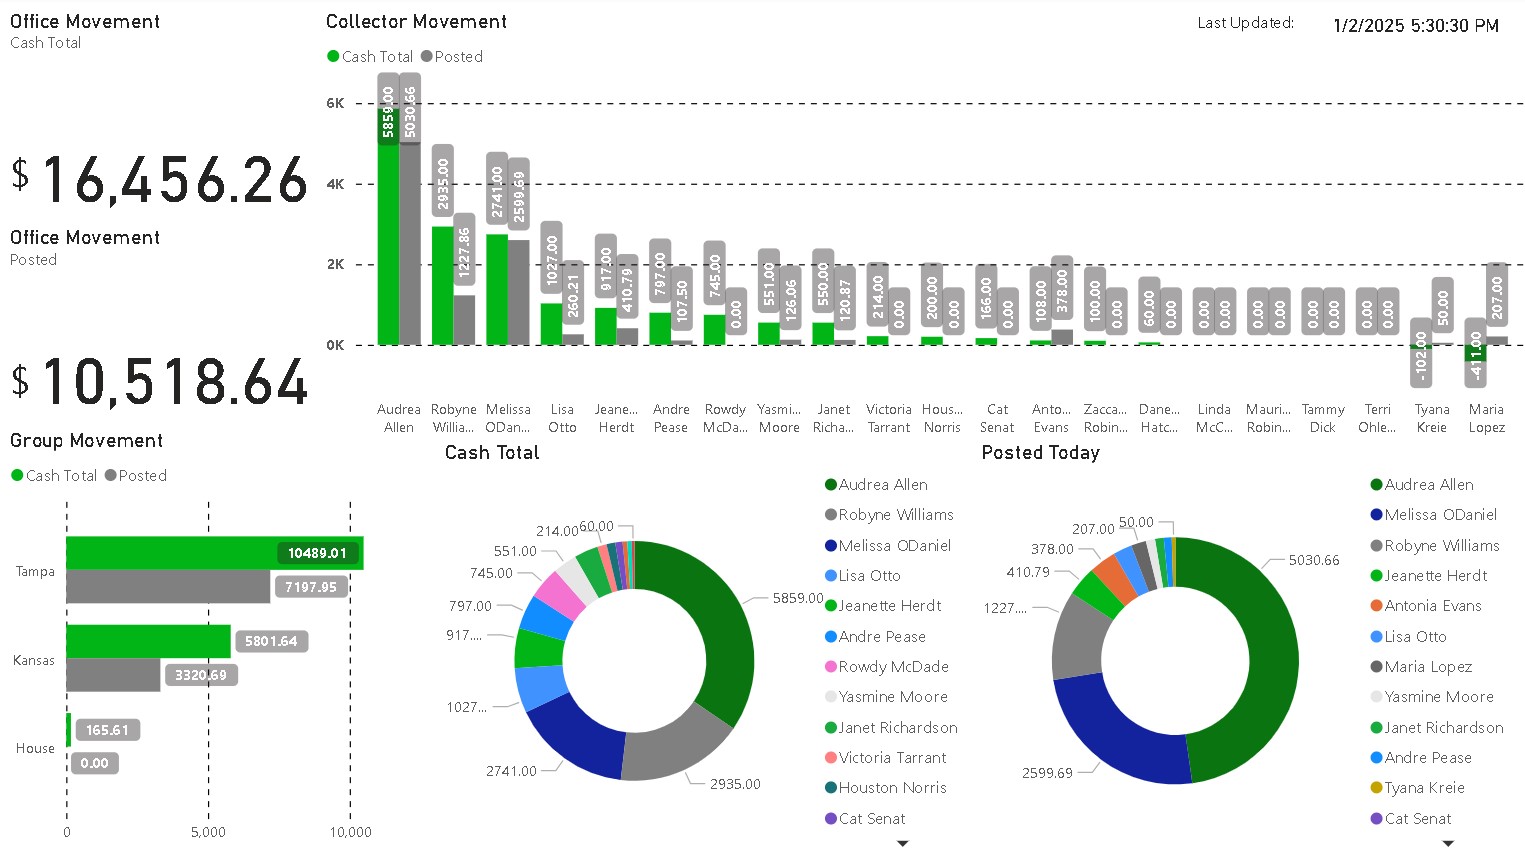 Office Movement
Cash Total
$ 16,456.26
Office Movement
Posted
$ 10,518.64
Collector Movement
Cash Total Posted
Last Updated:
1/2/2025 5:30:30 PM
6K
4K
2K
0K
5859.00
5030.66
2935.00
1227.86
2741.00
2599.69
1027.00
260.21
917.00
410.79
797.00
107.50
745.00
0.00
551.00
126.06
550.00
120.87
214.00
0.00
200.00
0.00
166.00
0.00
108.00
378.00
100.00
0.00
60.00
0.00
0.00
0.00
0.00
0.00
0.00
0.00
0.00
0.00
-102.00
50.00
-411.00
207.00
Audrea
Allen
Robyne
Willia...
Melissa
ODan...
Lisa
Otto
Jeane...
Herdt
Andre
Pease
Rowdy
McDa...
Yasmi...
Moore
Janet
Richa...
Victoria
Tarrant
Hous...
Norris
Cat
Senat
Anto...
Evans
Zacca...
Robin...
Dane...
Hatc...
Linda
McC...
Mauri...
Robin...
Tammy
Dick
Terri
Ohle...
Tyana
Kreie
Maria
Lopez
Group Movement
Cash Total Posted
Tampa
10489.01
7197.95
Kansas
5801.64
3320.69
House
165.61
0.00
0
5,000
10,000
Cash Total
60.00
214.00
551.00
745.00
797.00
917....
1027...
2741.00
2935.00
5859.00
Audrea Allen
Robyne Williams
Melissa ODaniel
Lisa Otto
Jeanette Herdt
Andre Pease
Rowdy McDade
Yasmine Moore
Janet Richardson
Victoria Tarrant
Houston Norris
Cat Senat
Posted Today
50.00
207.00
378.00
410.79
1227....
2599.69
5030.66
Audrea Allen
Melissa ODaniel
Robyne Williams
Jeanette Herdt
Antonia Evans
Lisa Otto
Maria Lopez
Yasmine Moore
Janet Richardson
Andre Pease
Tyana Kreie
Cat Senat